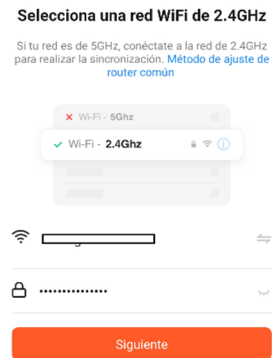 Selecciona una red WiFi de 2.4GHz
Si tu red es de 5GHz, conéctate a la red de 2.4GHz
para realizar la sincronización. Método de ajuste de
router común
Wi-Fi - 5Ghz
Wi-Fi - 2.4Ghz
•••••••••••••••
Siguiente